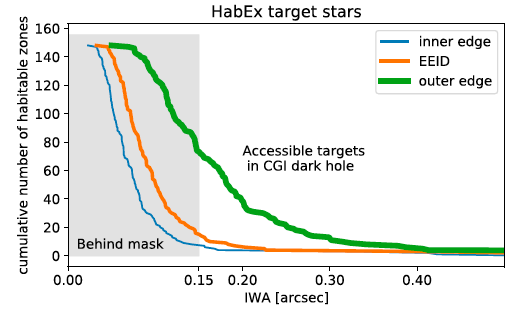 HabEx target stars
cumulative number of habitable zones
160
140
120
100
80
60
40
20
0
inner edge
EEID
outer edge
Accessible targets
in CGI dark hole
Behind mask
0.00 0.15 0.20 0.30 0.40
IWA [arcsec]